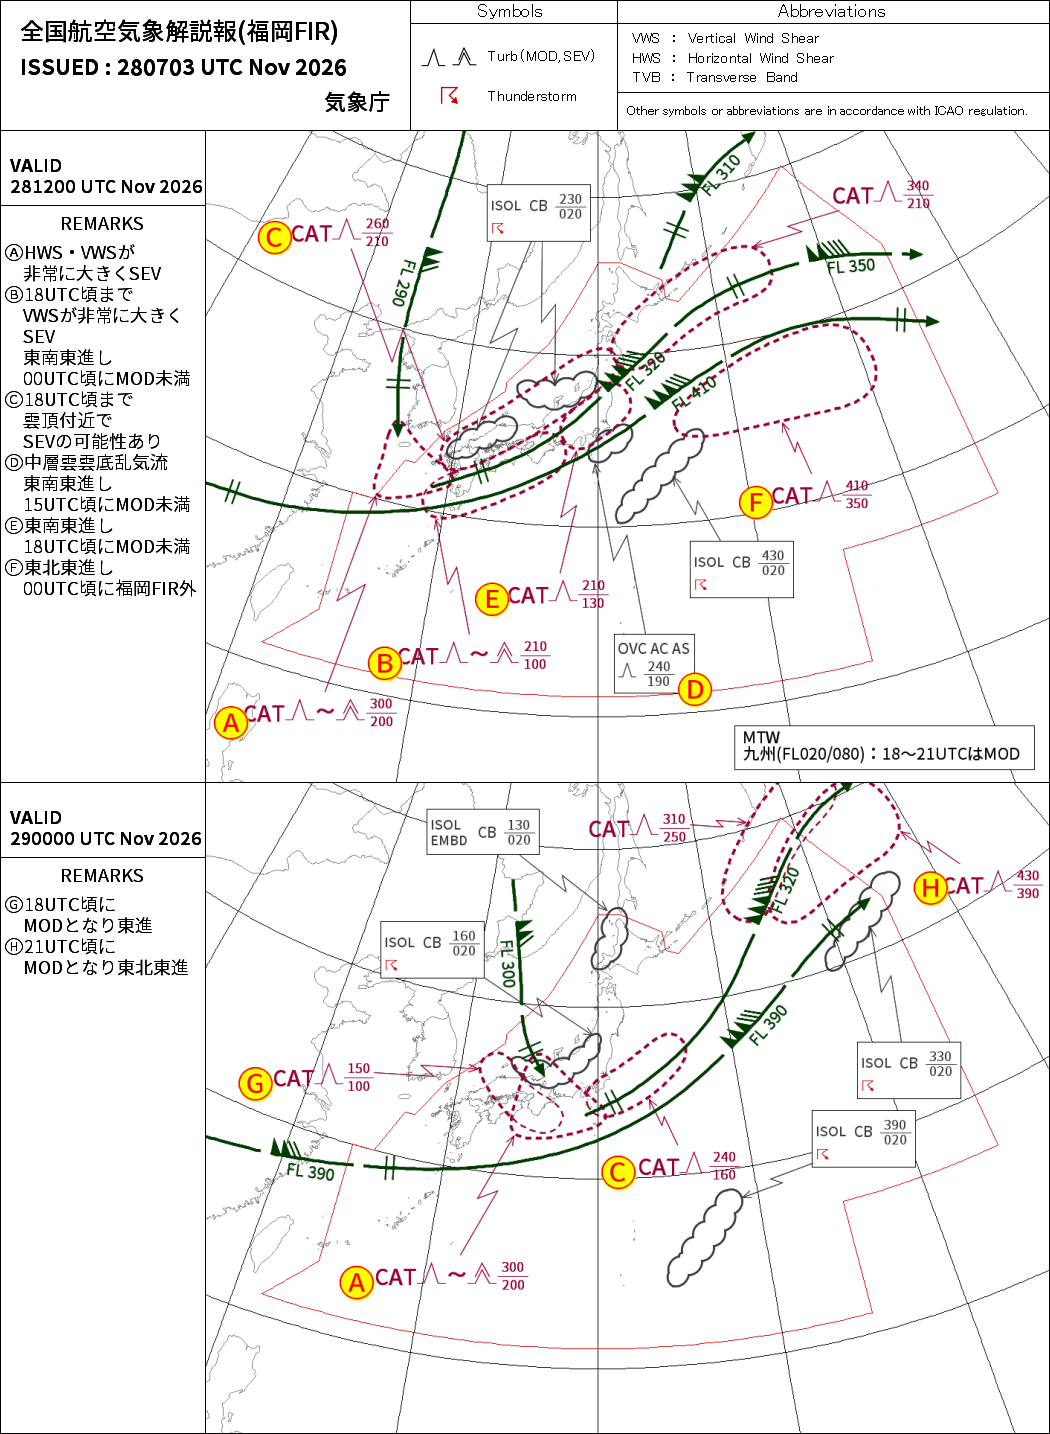 全国航空気象解説報(福岡FIR)
ISSUED : 280703 UTC Nov 2026
気象庁
Symbols
Turb(MOD,SEV)
Thunderstorm
Abbreviations
VWS : Vertical Wind Shear
HWS : Horizontal Wind Shear
TVB : Transverse Band
Other symbols or abbreviations are in accordance with ICAO regulation.
VALID
281200 UTC Nov 2026
REMARKS
ⒶHWS・VWSが
非常に大きくSEV
Ⓑ18UTC頃まで
VWSが非常に大きく
SEV
東南東進し
00UTC頃にMOD未満
Ⓒ18UTC頃まで
雲頂付近で
SEVの可能性あり
Ⓓ中層雲雲底乱気流
東南東進し
15UTC頃にMOD未満
Ⓔ東南東進し
18UTC頃にMOD未満
Ⓕ東北東進し
00UTC頃に福岡FIR外
C CAT 260
210
ISOL CB 230
020
FL 310
CAT 340
210
FL 290
FL 350
FL 320
FL 410
F CAT 410
350
ISOL CB 430
020
E CAT 210
130
B CAT ～ 210
100
OVC AC AS
240
190
D
A CAT ～ 300
200
MTW
九州(FL020/080)：18～21UTCはMOD
VALID
290000 UTC Nov 2026
REMARKS
Ⓖ18UTC頃に
MODとなり東進
Ⓗ21UTC頃に
MODとなり東北東進
ISOL
EMBD CB 130
020
CAT 310
250
FL 320
H CAT 430
390
ISOL CB 160
020
FL 300
FL 390
G CAT 150
100
ISOL CB 330
020
ISOL CB 390
020
FL 390
C CAT 240
160
A CAT ～ 300
200